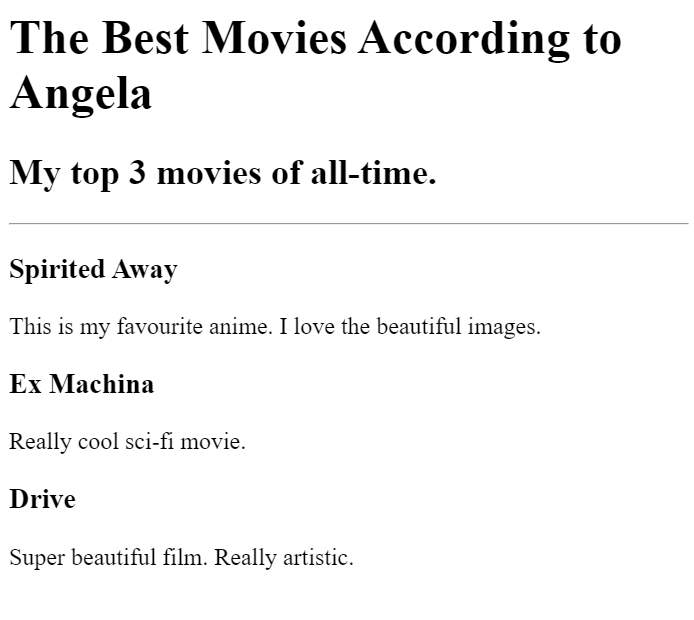 The Best Movies According to
Angela
My top 3 movies of all-time.
Spirited Away
This is my favourite anime. I love the beautiful images.
Ex Machina
Really cool sci-fi movie.
Drive
Super beautiful film. Really artistic.